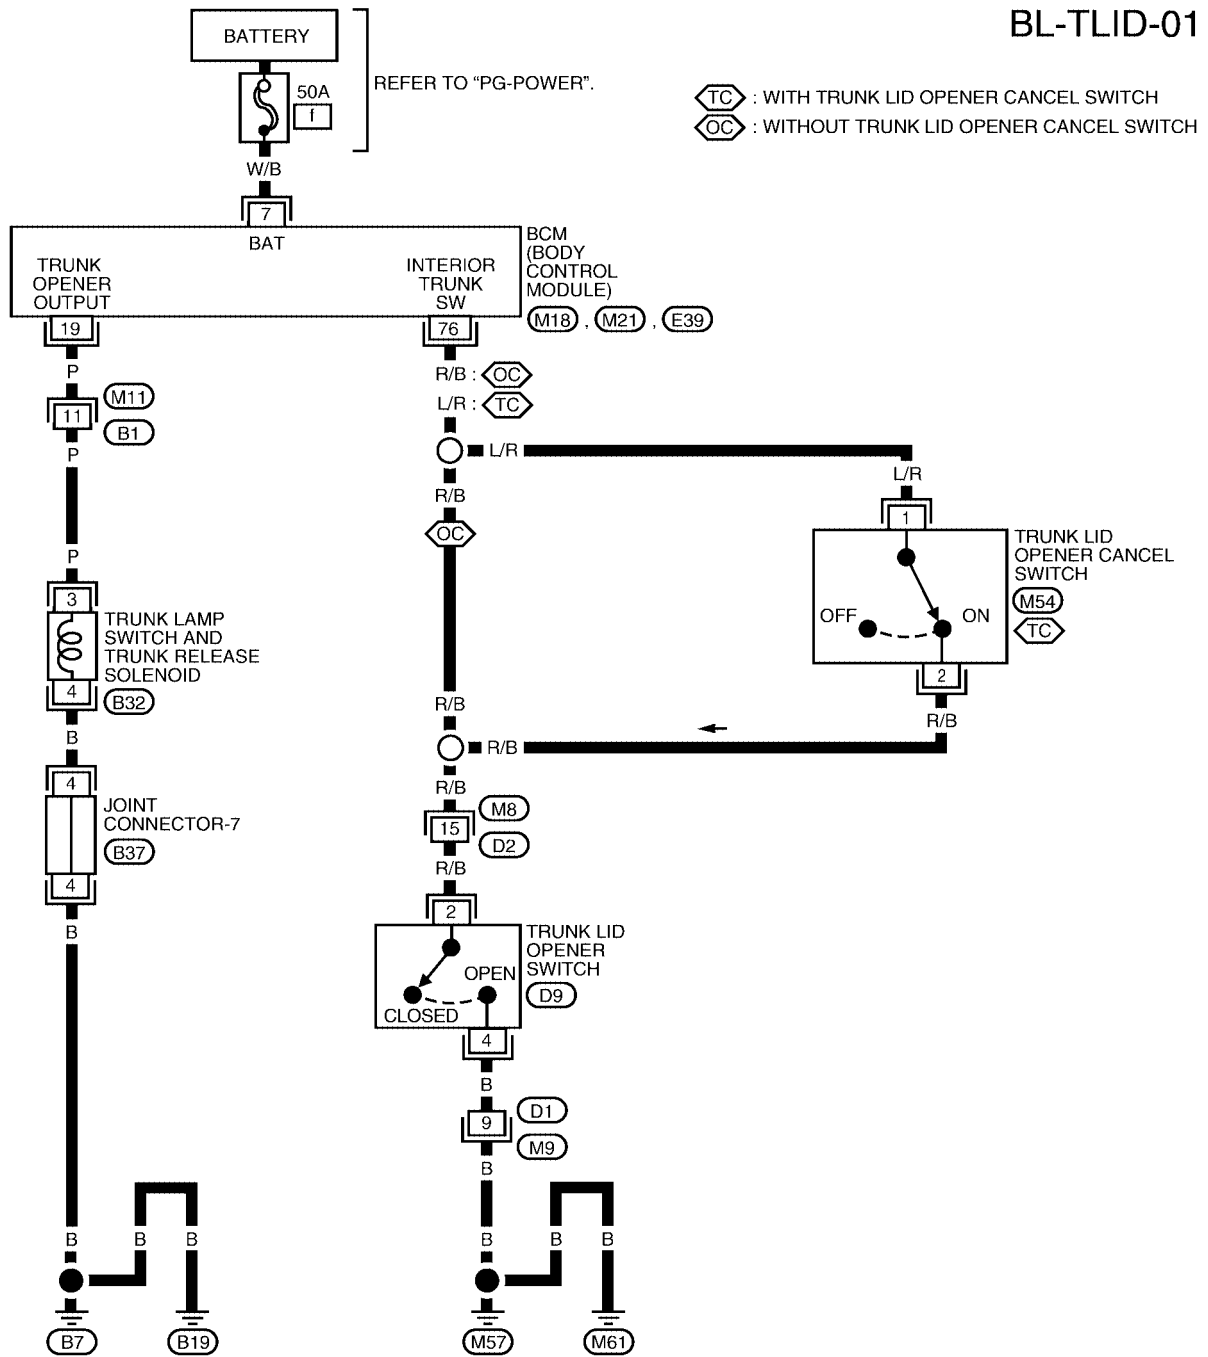 BL-TLID-01
BATTERY
50A
f
REFER TO “PG-POWER”.
TC : WITH TRUNK LID OPENER CANCEL SWITCH
OC : WITHOUT TRUNK LID OPENER CANCEL SWITCH
W/B
7
BAT
TRUNK
OPENER
OUTPUT
INTERIOR
TRUNK
SW
BCM
(BODY
CONTROL
MODULE)
M18 , M21 , E39
19
76
P
R/B : OC
L/R : TC
11
M11
B1
P
L/R
L/R
R/B
OC
1
TRUNK LID
OPENER CANCEL
SWITCH
M54
TC
OFF
ON
2
R/B
P
3
TRUNK LAMP
SWITCH AND
TRUNK RELEASE
SOLENOID
B32
4
B
R/B
R/B
R/B
4
JOINT
CONNECTOR-7
B37
4
B
15
M8
D2
R/B
2
TRUNK LID
OPENER
SWITCH
D9
OPEN
CLOSED
4
B
9
D1
M9
B
B
B
B
B
B
B
B7
B19
M57
M61